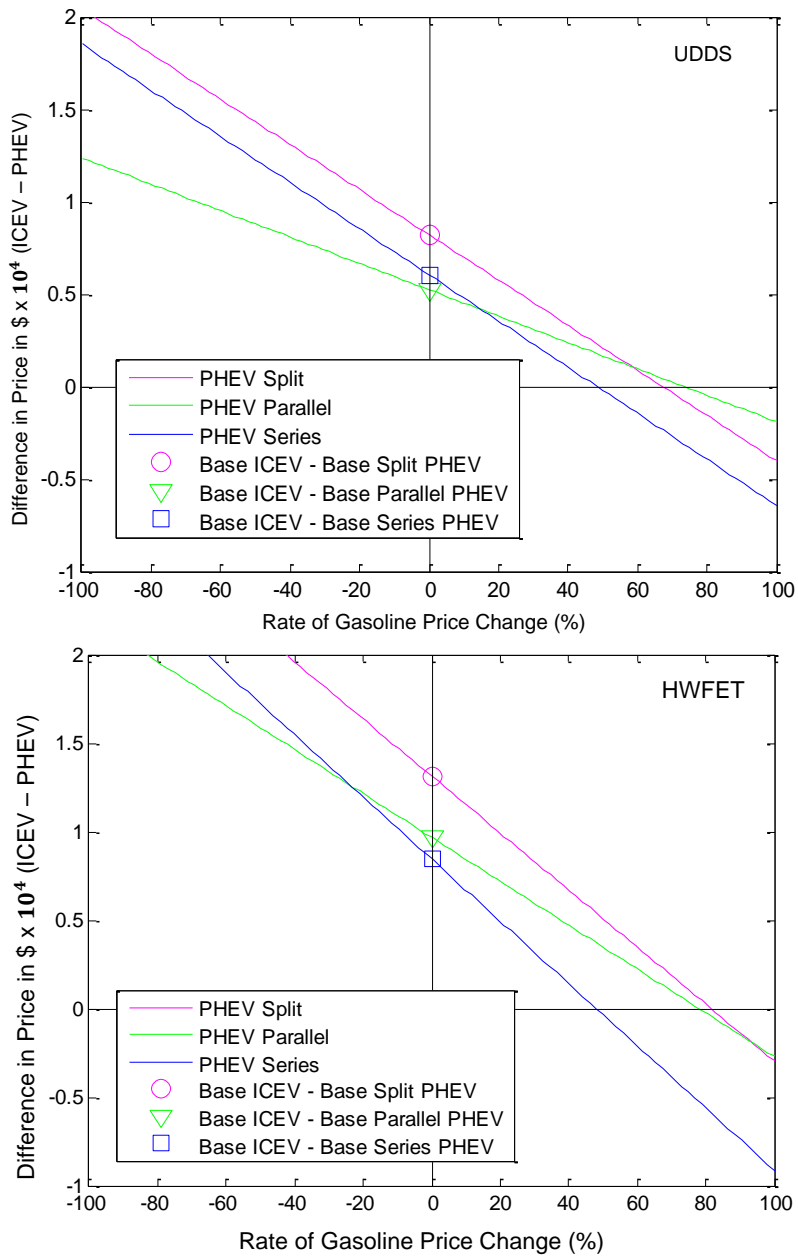 2
1.5
1
0.5
0
-0.5
-1
Difference in Price in $ x 10⁴ (ICEV – PHEV)
UDDS
PHEV Split
PHEV Parallel
PHEV Series
Base ICEV - Base Split PHEV
Base ICEV - Base Parallel PHEV
Base ICEV - Base Series PHEV
-100 -80 -60 -40 -20 0 20 40 60 80 100
Rate of Gasoline Price Change (%)
2
1.5
1
0.5
0
-0.5
-1
Difference in Price in $ x 10⁴ (ICEV – PHEV)
HWFET
PHEV Split
PHEV Parallel
PHEV Series
Base ICEV - Base Split PHEV
Base ICEV - Base Parallel PHEV
Base ICEV - Base Series PHEV
-100 -80 -60 -40 -20 0 20 40 60 80 100
Rate of Gasoline Price Change (%)